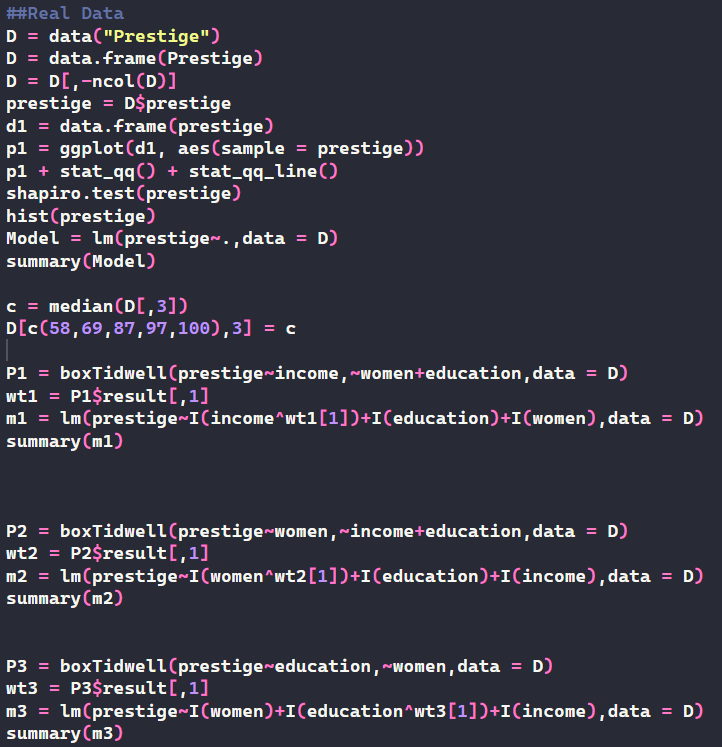 ##Real Data
D = data("Prestige")
D = data.frame(Prestige)
D = D[,-ncol(D)]
prestige = D$prestige
d1 = data.frame(prestige)
p1 = ggplot(d1, aes(sample = prestige))
p1 + stat_qq() + stat_qq_line()
shapiro.test(prestige)
hist(prestige)
Model = lm(prestige~.,data = D)
summary(Model)
c = median(D[,3])
D[c(58,69,87,97,100),3] = c
P1 = boxTidwell(prestige~income,~women+education,data = D)
wt1 = P1$result[,1]
m1 = lm(prestige~I(income^wt1[1])+I(education)+I(women),data = D)
summary(m1)
P2 = boxTidwell(prestige~women,~income+education,data = D)
wt2 = P2$result[,1]
m2 = lm(prestige~I(women^wt2[1])+I(education)+I(income),data = D)
summary(m2)
P3 = boxTidwell(prestige~education,~women,data = D)
wt3 = P3$result[,1]
m3 = lm(prestige~I(women)+I(education^wt3[1])+I(income),data = D)
summary(m3)